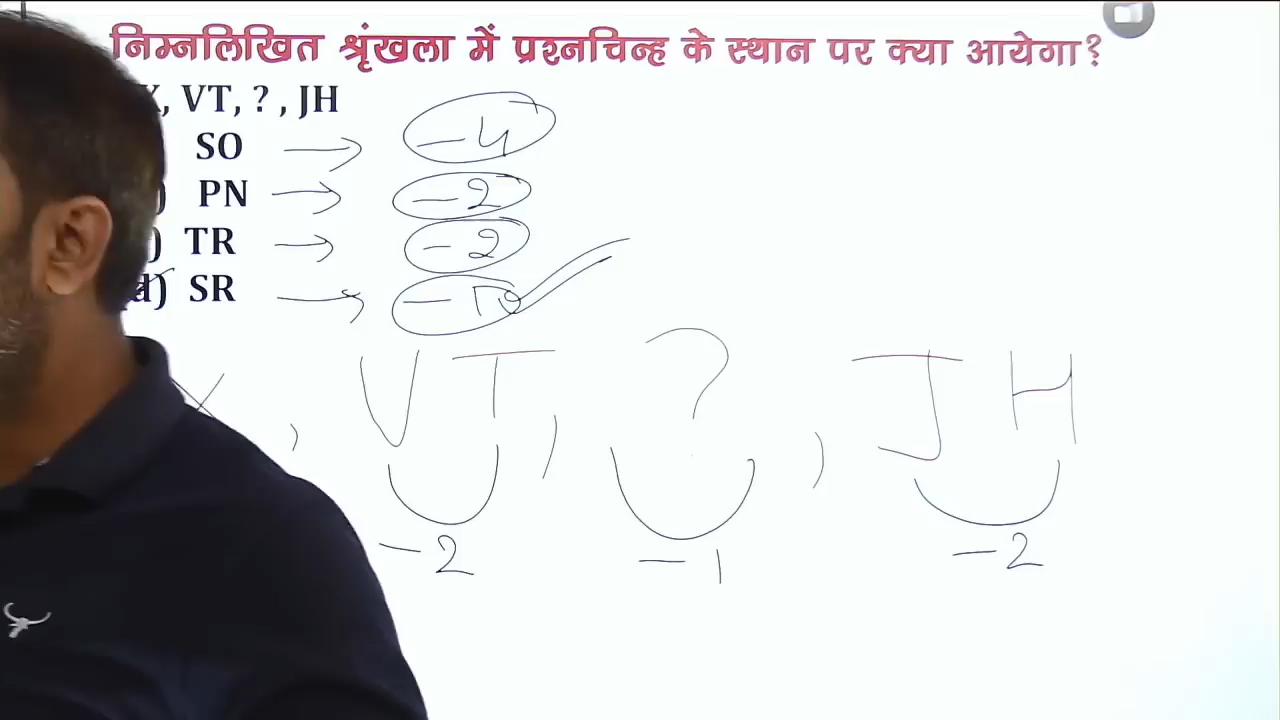 निम्नलिखित श्रृंखला में प्रश्नचिन्ह के स्थान पर क्या आयेगा?
X, VT, ? , JH
SO → -4
) PN → -2
) TR → -2
(d) SR → -1
X , VT , ? , JH
-2 -1 -2